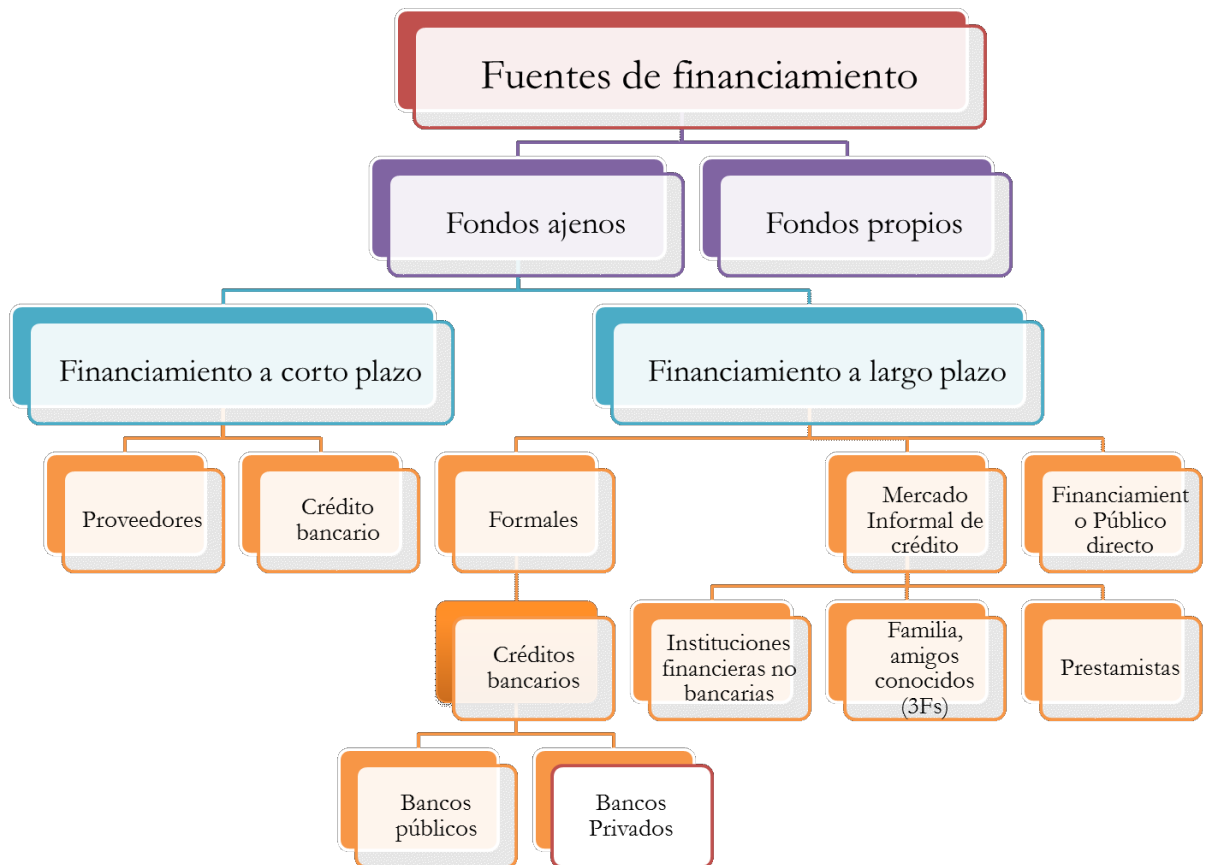 Fuentes de financiamiento
Fondos ajenos
Fondos propios
Financiamiento a corto plazo
Financiamiento a largo plazo
Proveedores
Crédito
bancario
Formales
Mercado
Informal de
crédito
Financiamient
o Público
directo
Créditos
bancarios
Instituciones
financieras no
bancarias
Familia,
amigos
conocidos
(3Fs)
Prestamistas
Bancos
públicos
Bancos
Privados